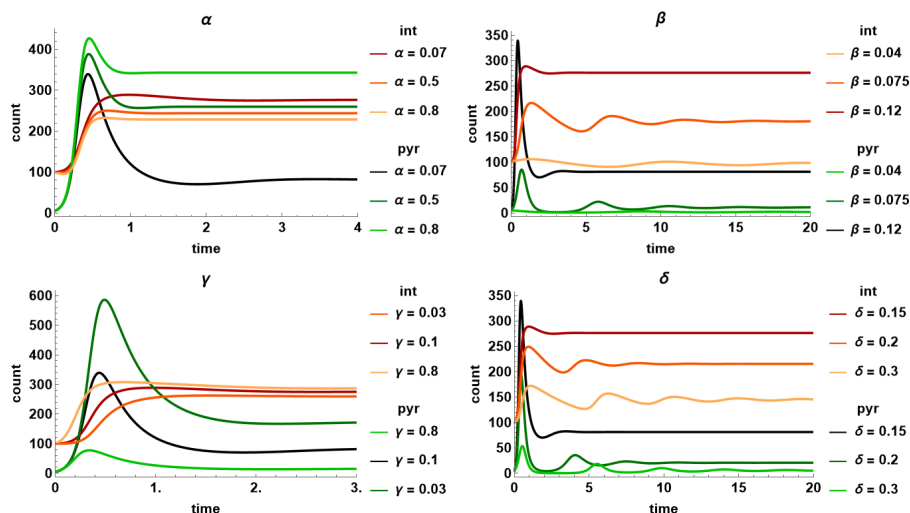 α
int
α = 0.07
α = 0.5
α = 0.8
pyr
α = 0.07
α = 0.5
α = 0.8
count
400
300
200
100
0
0 1 2 3 4
time
β
int
β = 0.04
β = 0.075
β = 0.12
pyr
β = 0.04
β = 0.075
β = 0.12
count
350
300
250
200
150
100
50
0
0 5 10 15 20
time
γ
int
γ = 0.03
γ = 0.1
γ = 0.8
pyr
γ = 0.8
γ = 0.1
γ = 0.03
count
600
500
400
300
200
100
0
0 1. 2. 3.
time
δ
int
δ = 0.15
δ = 0.2
δ = 0.3
pyr
δ = 0.15
δ = 0.2
δ = 0.3
count
350
300
250
200
150
100
50
0
0 5 10 15 20
time